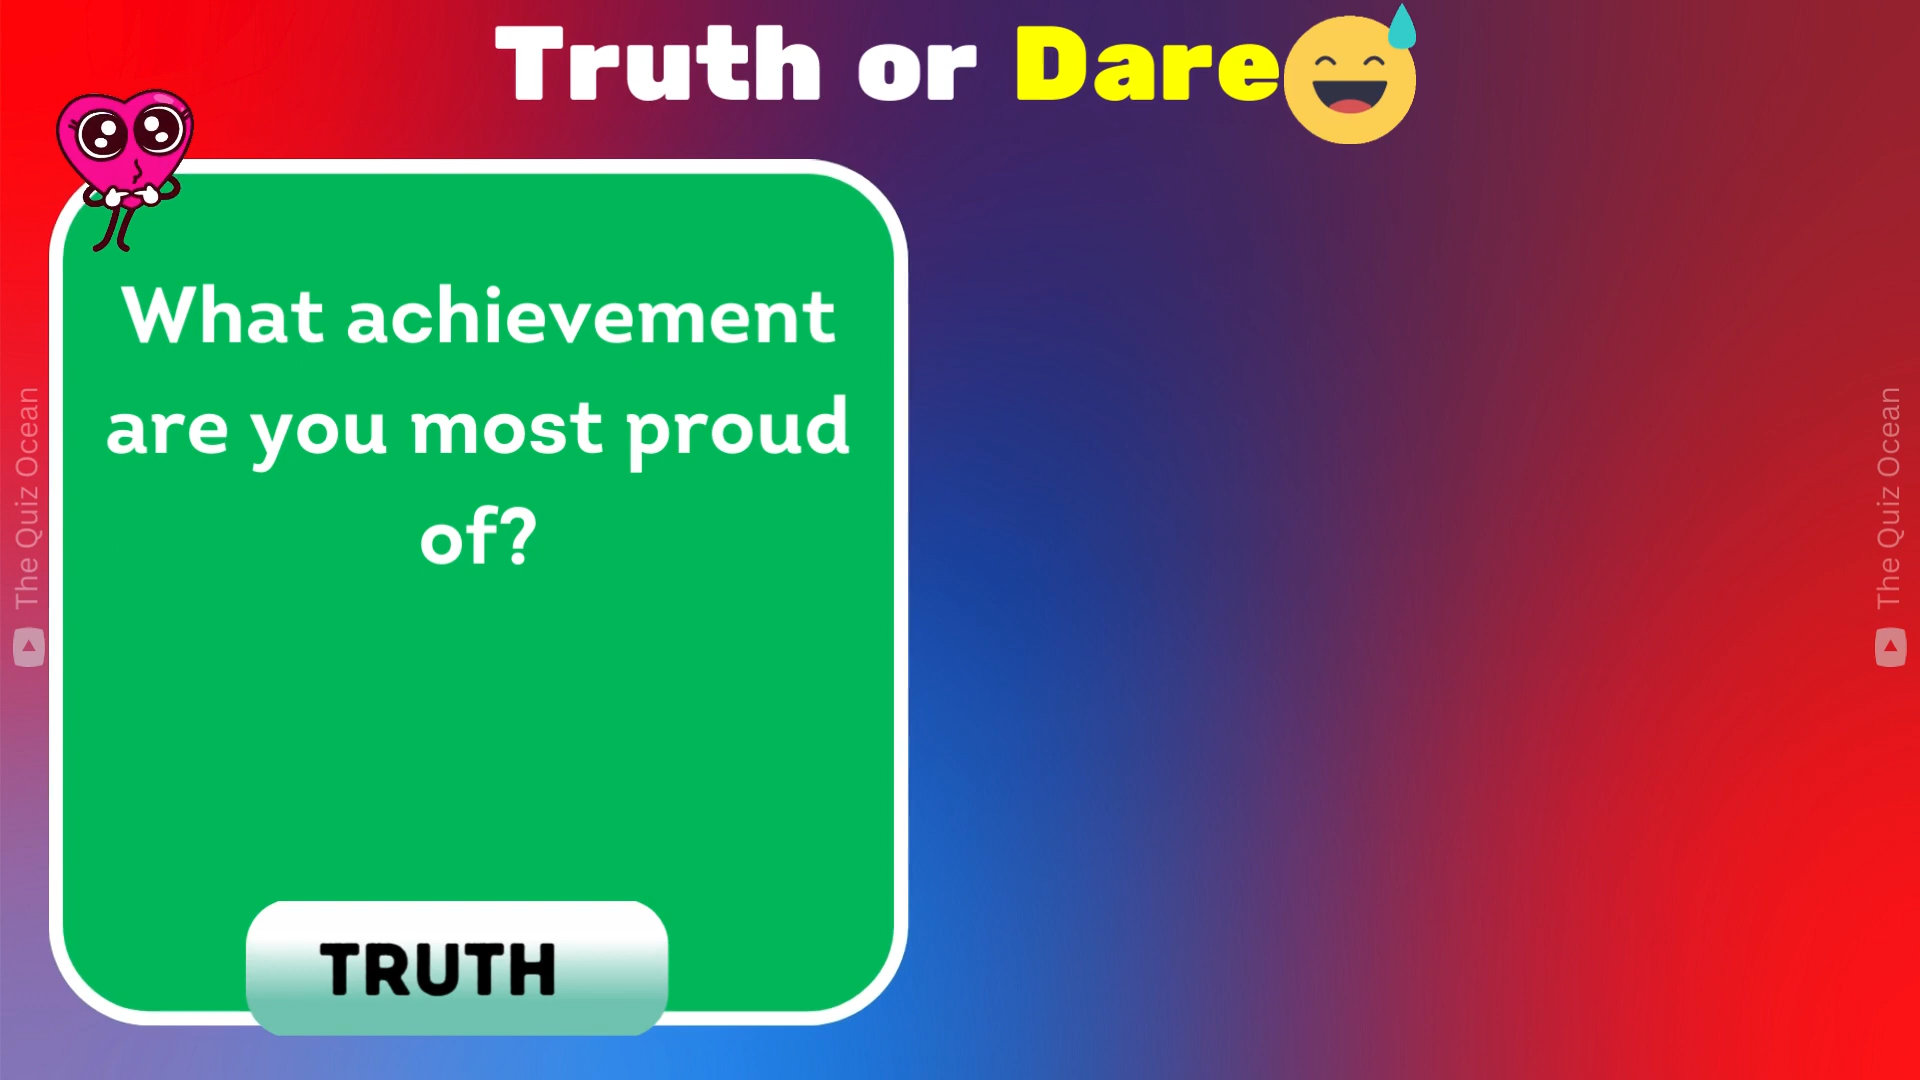 Truth or Dare
What achievement
are you most proud
of?
TRUTH
The Quiz Ocean
The Quiz Ocean